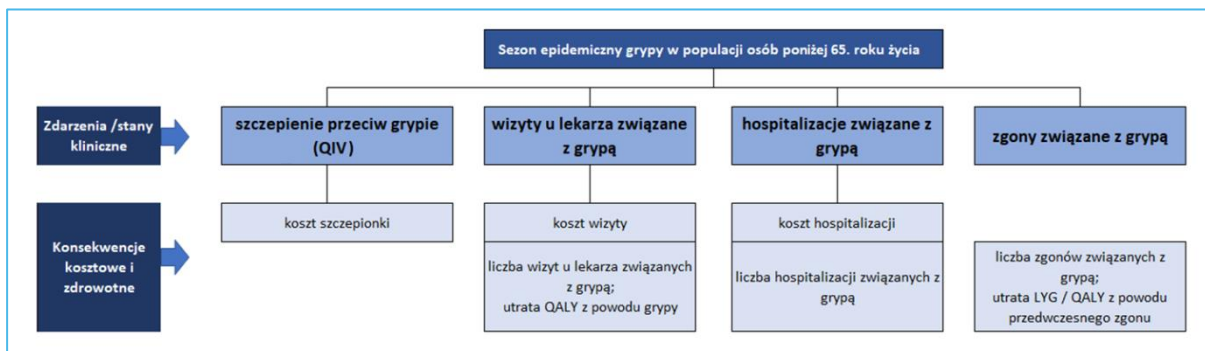 Sezon epidemiczny grypy w populacji osób poniżej 65. roku życia
Zdarzenia /stany
kliniczne
szczepienie przeciw grypie
(QIV)
wizyty u lekarza związane
z grypą
hospitalizacje związane z
grypą
zgony związane z grypą
Konsekwencje
kosztowe i
zdrowotne
koszt szczepionki
koszt wizyty
liczba wizyt u lekarza związanych
z grypą;
utrata QALY z powodu grypy
koszt hospitalizacji
liczba hospitalizacji związanych z
grypą
liczba zgonów związanych z
grypą;
utrata LYG / QALY z powodu
przedwczesnego zgonu